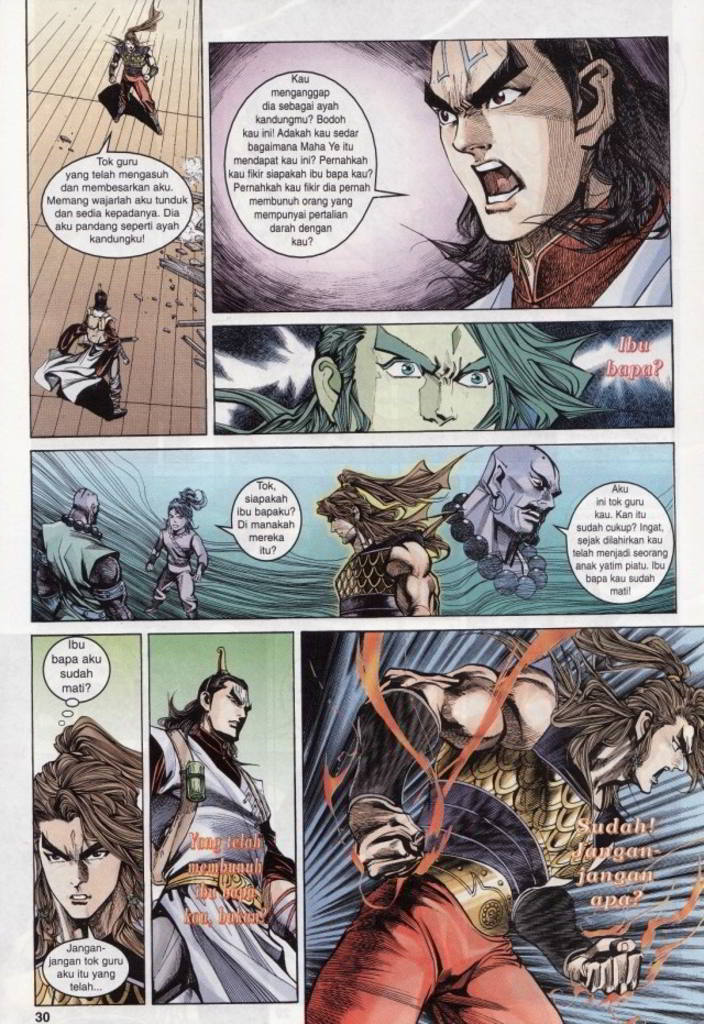 Tok guru
yang telah mengasuh
dan membesarkan aku.
Memang wajarlah aku tunduk
dan sedia kepadanya. Dia
aku pandang seperti ayah
kandungku!
Kau
menganggap
dia sebagai ayah
kandungmu? Bodoh
kau ini! Adakah kau sedar
bagaimana Maha Ye itu
mendapat kau ini? Pernahkah
kau fikir siapakah ibu bapa kau?
Pernahkah kau fikir dia pernah
membunuh orang yang
mempunyai pertalian
darah dengan
kau?
Ibu
bapa?
Tok,
siapakah
ibu bapaku?
Di manakah
mereka
itu?
Aku
ini tok guru
kau. Kan itu
sudah cukup? Ingat,
sejak dilahirkan kau
telah menjadi seorang
anak yatim piatu. Ibu
bapa kau sudah
mati!
Ibu
bapa aku
sudah
mati?
Jangan-
jangan tok guru
aku itu yang
telah...
Yang telah
membunuh
ibu bapa
kau, bukan?
Sudah!
Jangan-
jangan
apa?
30